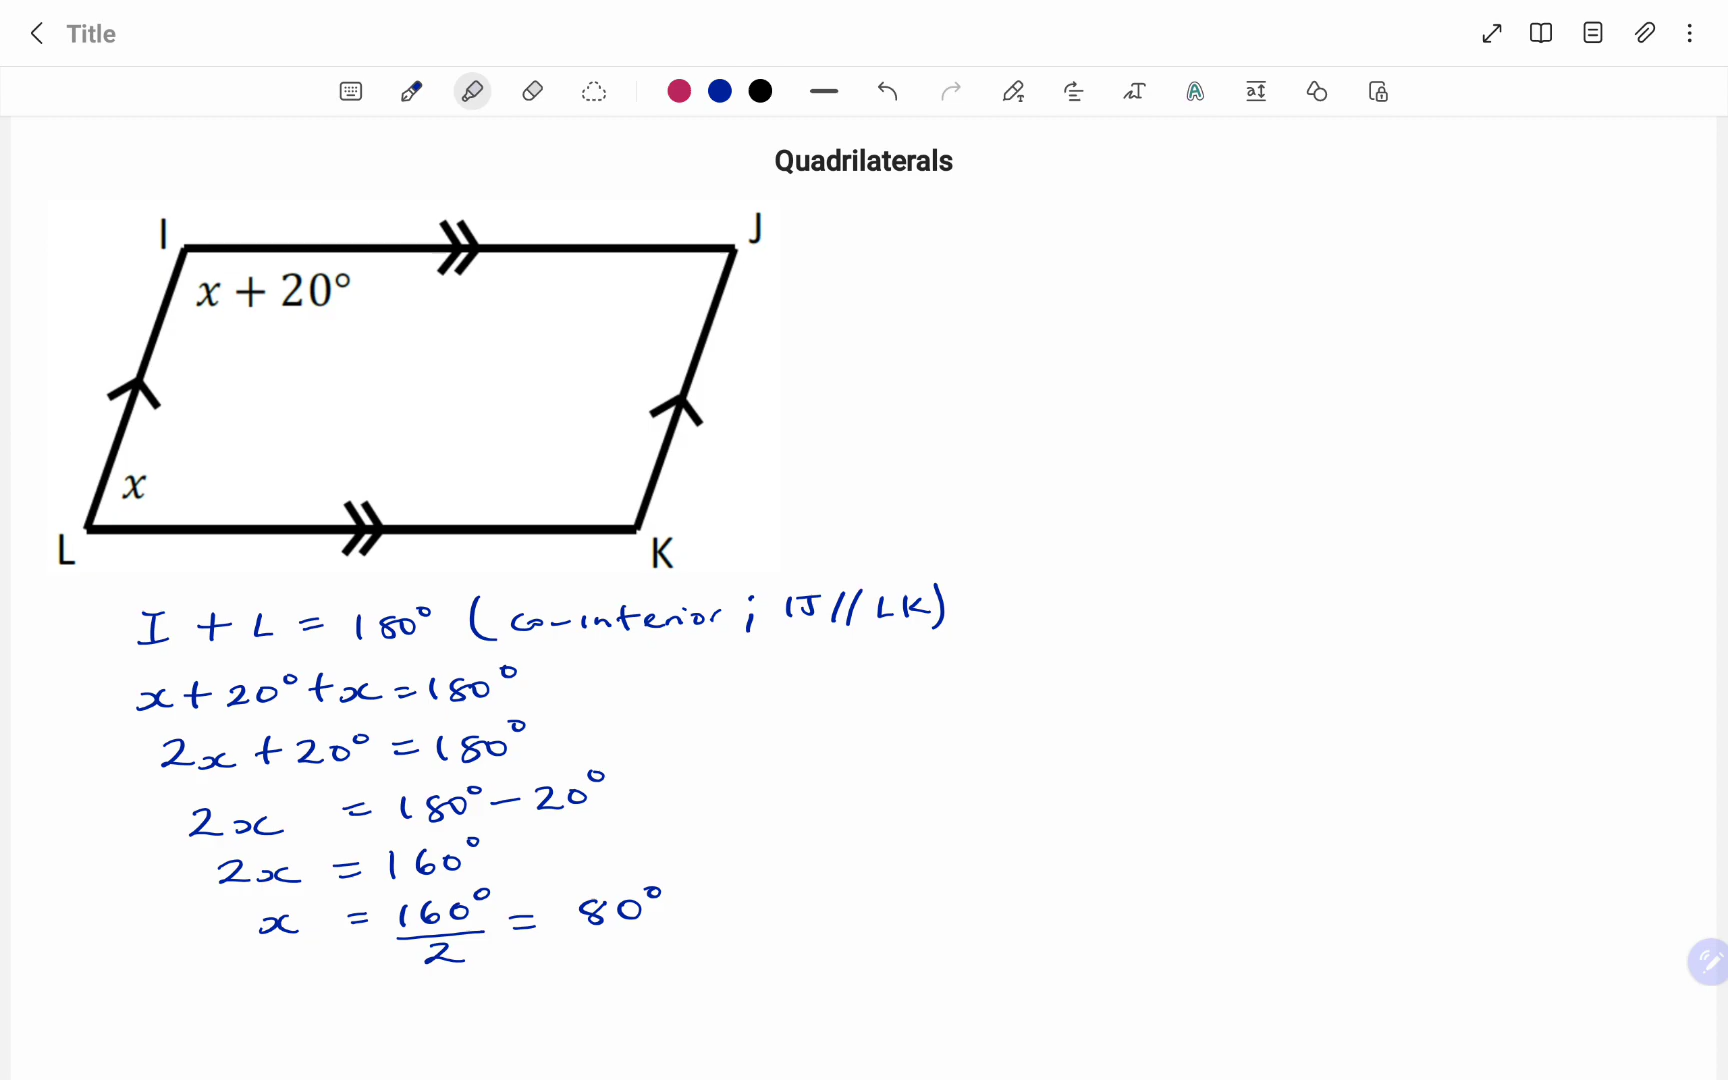 Title
Quadrilaterals
I
J
x + 20°
x
L
K
I + L = 180° (co-interior; IJ // LK)
x + 20° + x = 180°
2x + 20° = 180°
2x = 180° - 20°
2x = 160°
x = 160°/2 = 80°